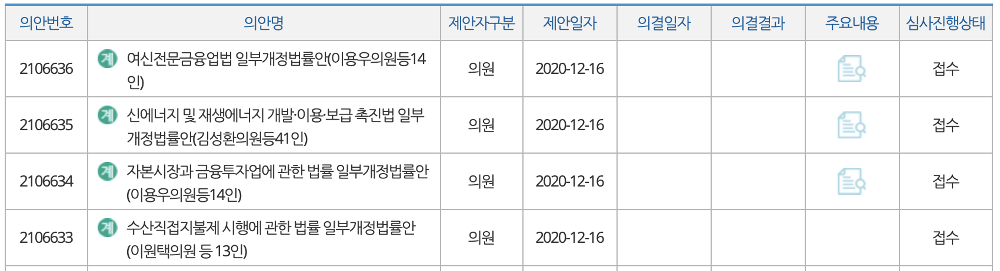 의안번호 의안명 제안자구분 제안일자 의결일자 의결결과 주요내용 심사진행상태
2106636 계 여신전문금융업법 일부개정법률안(이용우의원등14
인) 의원 2020-12-16 접수
2106635 계 신에너지 및 재생에너지 개발·이용·보급 촉진법 일부
개정법률안(김성환의원등41인) 의원 2020-12-16 접수
2106634 계 자본시장과 금융투자업에 관한 법률 일부개정법률안
(이용우의원등14인) 의원 2020-12-16 접수
2106633 계 수산직접지불제 시행에 관한 법률 일부개정법률안
(이원택의원 등 13인) 의원 2020-12-16 접수